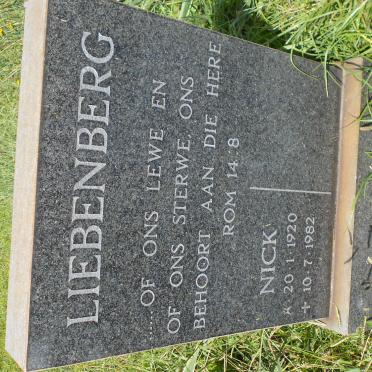 LIEBENBERG
.....OF ONS LEWE EN
OF ONS STERWE, ONS
BEHOORT AAN DIE HERE
ROM 14:8
NICK
* 20·1·1920
+ 10·7·1982